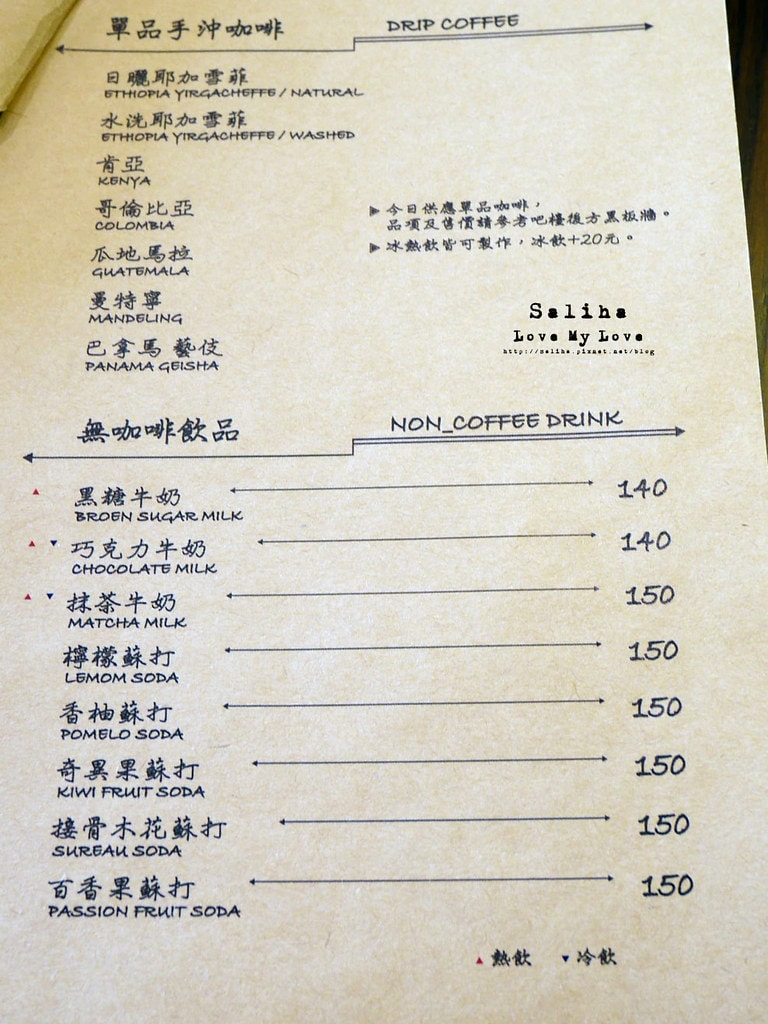 單品手沖咖啡 DRIP COFFEE
日曬耶加雪菲
ETHIOPIA YIRGACHEFFE / NATURAL
水洗耶加雪菲
ETHIOPIA YIRGACHEFFE / WASHED
肯亞
KENYA
哥倫比亞
COLOMBIA
瓜地馬拉
GUATEMALA
曼特寧
MANDELING
巴拿馬 藝伎
PANAMA GEISHA
▶ 今日供應單品咖啡，
品項及售價請參考吧檯後方黑板牆。
▶ 冰熱飲皆可製作，冰飲+20元。
Saliha
Love My Love
http://saliha.pixnet.net/blog
無咖啡飲品 NON_COFFEE DRINK
▲ 黑糖牛奶 140
BROEN SUGAR MILK
▲ ▼ 巧克力牛奶 140
CHOCOLATE MILK
▲ ▼ 抹茶牛奶 150
MATCHA MILK
檸檬蘇打 150
LEMOM SODA
香柚蘇打 150
POMELO SODA
奇異果蘇打 150
KIWI FRUIT SODA
接骨木花蘇打 150
SUREAU SODA
百香果蘇打 150
PASSION FRUIT SODA
▲ 熱飲 ▼ 冷飲